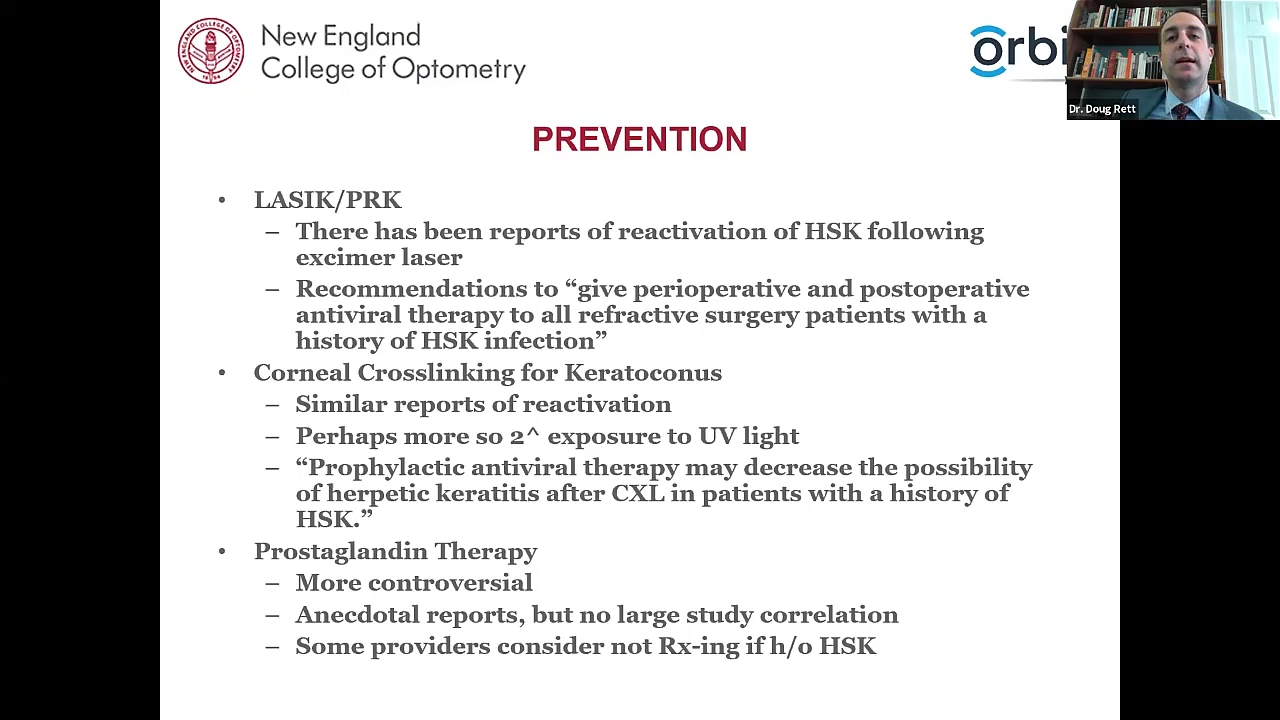 New England
College of Optometry
orbi
Dr. Doug Rett
PREVENTION
• LASIK/PRK
– There has been reports of reactivation of HSK following
excimer laser
– Recommendations to “give perioperative and postoperative
antiviral therapy to all refractive surgery patients with a
history of HSK infection”
• Corneal Crosslinking for Keratoconus
– Similar reports of reactivation
– Perhaps more so 2^ exposure to UV light
– “Prophylactic antiviral therapy may decrease the possibility
of herpetic keratitis after CXL in patients with a history of
HSK.”
• Prostaglandin Therapy
– More controversial
– Anecdotal reports, but no large study correlation
– Some providers consider not Rx-ing if h/o HSK